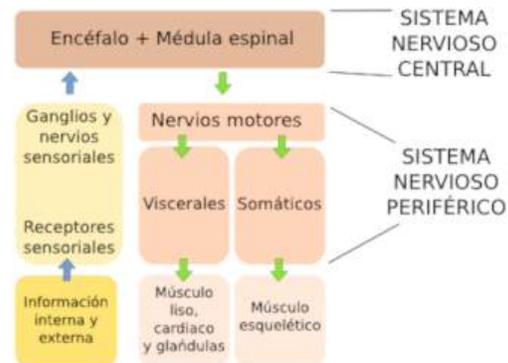 Encéfalo + Médula espinal
SISTEMA
NERVIOSO
CENTRAL
Ganglios y
nervios
sensoriales
Receptores
sensoriales
Información
interna y
externa
Nervios motores
Viscerales
Somáticos
Músculo
liso,
cardiaco
y glańdulas
Músculo
esquelético
SISTEMA
NERVIOSO
PERIFÉRICO